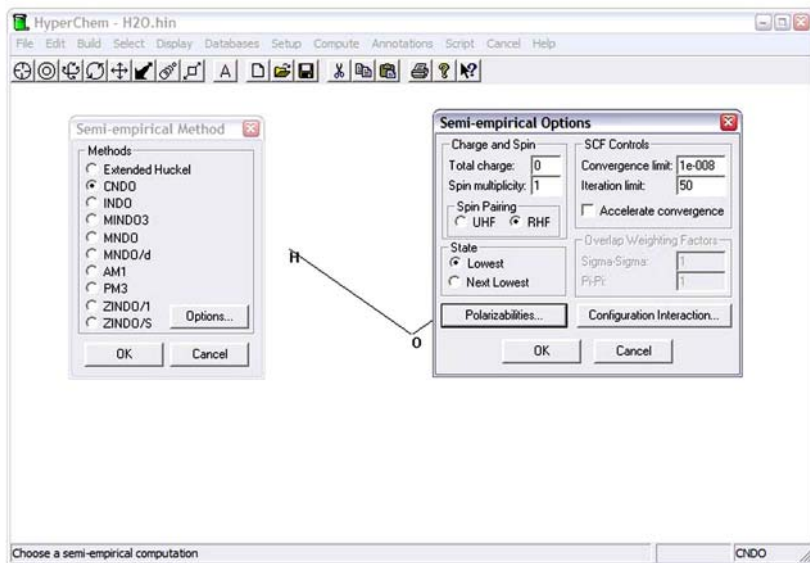 HyperChem - H2O.hin
File Edit Build Select Display Databases Setup Compute Annotations Script Cancel Help
A
Semi-empirical Method
Methods
Extended Huckel
CNDO
INDO
MINDO3
MNDO
MNDO/d
AM1
PM3
ZINDO/1
ZINDO/S
Options...
OK Cancel
H
O
Semi-empirical Options
Charge and Spin
Total charge: 0
Spin multiplicity: 1
Spin Pairing
UHF RHF
State
Lowest
Next Lowest
SCF Controls
Convergence limit: 1e-008
Iteration limit: 50
Accelerate convergence
Overlap Weighting Factors
Sigma-Sigma: 1
Pi-Pi: 1
Polarizabilities... Configuration Interaction...
OK Cancel
Choose a semi-empirical computation CNDO